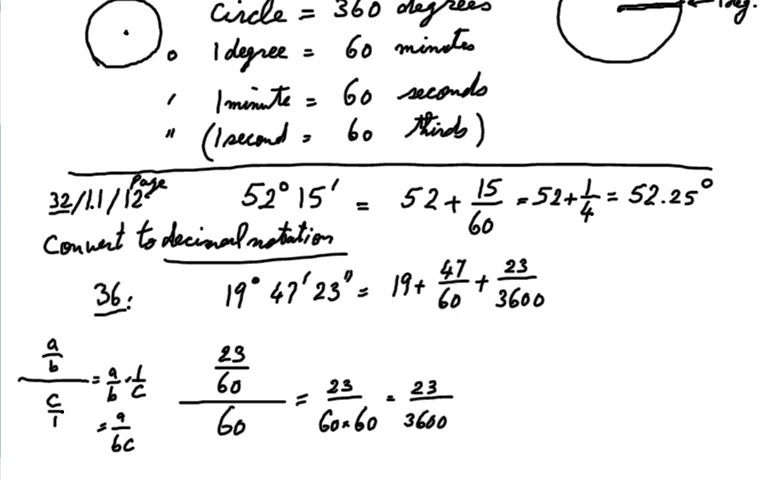 Circle = 360 degrees
° 1 degree = 60 minutes
← 1 deg.
' 1 minute = 60 seconds
" (1 second = 60 thirds)
32/1.1/Page 12 52° 15' = 52 + 15/60 = 52 + 1/4 = 52.25°
Convert to decimal notation
36: 19° 47' 23" = 19 + 47/60 + 23/3600
(a/b)/(c/1) = a/b · 1/c = a/bc
(23/60)/60 = 23/60×60 = 23/3600